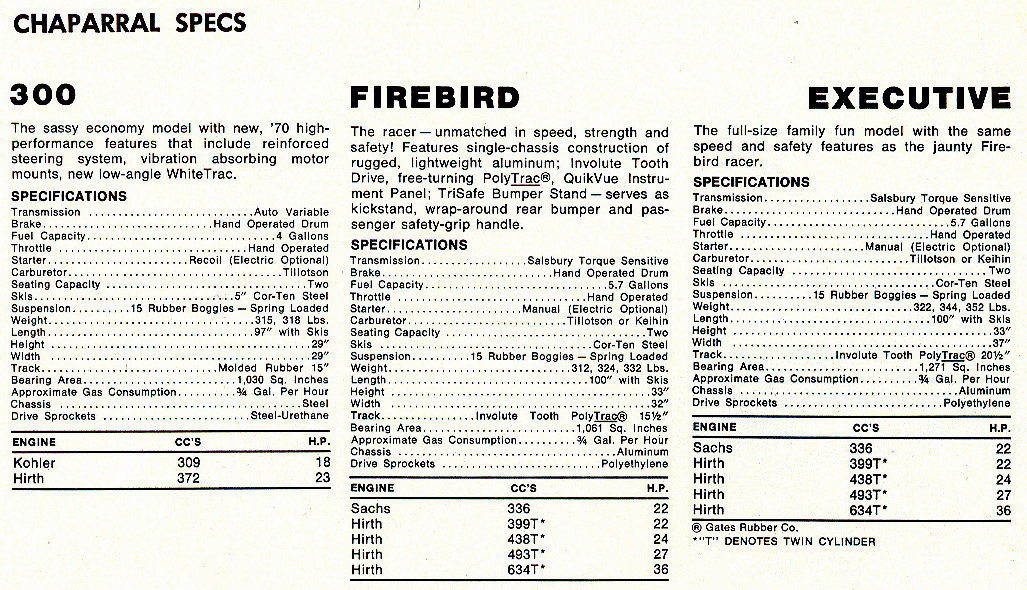 CHAPARRAL SPECS
300
The sassy economy model with new, '70 high-
performance features that include reinforced
steering system, vibration absorbing motor
mounts, new low-angle WhiteTrac.
SPECIFICATIONS
Transmission ..........................Auto Variable
Brake...........................Hand Operated Drum
Fuel Capacity..............................4 Gallons
Throttle ..............................Hand Operated
Starter......................Recoil (Electric Optional)
Carburetor..................................Tillotson
Seating Capacity ................................Two
Skis................................5" Cor-Ten Steel
Suspension.........15 Rubber Boggies – Spring Loaded
Weight.................................315, 318 Lbs.
Length.................................97" with Skis
Height .........................................29"
Width ..........................................29"
Track............................Molded Rubber 15"
Bearing Area........................1,030 Sq. Inches
Approximate Gas Consumption.........¾ Gal. Per Hour
Chassis ........................................Steel
Drive Sprockets ........................Steel-Urethane
ENGINE CC'S H.P.
Kohler 309 18
Hirth 372 23
FIREBIRD
The racer — unmatched in speed, strength and
safety! Features single-chassis construction of
rugged, lightweight aluminum; Involute Tooth
Drive, free-turning PolyTrac®, QuikVue Instru-
ment Panel; TriSafe Bumper Stand — serves as
kickstand, wrap-around rear bumper and pas-
senger safety-grip handle.
SPECIFICATIONS
Transmission.................Salsbury Torque Sensitive
Brake...........................Hand Operated Drum
Fuel Capacity.............................5.7 Gallons
Throttle ...............................Hand Operated
Starter......................Manual (Electric Optional)
Carburetor.........................Tillotson or Keihin
Seating Capacity ................................Two
Skis ...................................Cor-Ten Steel
Suspension.........15 Rubber Boggies – Spring Loaded
Weight.............................312, 324, 332 Lbs.
Length................................100" with Skis
Height .........................................33"
Width ..........................................32"
Track...............Involute Tooth PolyTrac® 15½"
Bearing Area........................1,061 Sq. Inches
Approximate Gas Consumption.........¾ Gal. Per Hour
Chassis ....................................Aluminum
Drive Sprockets .........................Polyethylene
ENGINE CC'S H.P.
Sachs 336 22
Hirth 399T* 22
Hirth 438T* 24
Hirth 493T* 27
Hirth 634T* 36
EXECUTIVE
The full-size family fun model with the same
speed and safety features as the jaunty Fire-
bird racer.
SPECIFICATIONS
Transmission.................Salsbury Torque Sensitive
Brake...........................Hand Operated Drum
Fuel Capacity.............................5.7 Gallons
Throttle ...............................Hand Operated
Starter......................Manual (Electric Optional)
Carburetor.........................Tillotson or Keihin
Seating Capacity ................................Two
Skis ...................................Cor-Ten Steel
Suspension.........15 Rubber Boggies – Spring Loaded
Weight.............................322, 344, 352 Lbs.
Length................................100" with Skis
Height .........................................33"
Width ..........................................37"
Track.................Involute Tooth PolyTrac® 20½"
Bearing Area........................1,271 Sq. Inches
Approximate Gas Consumption.........¾ Gal. Per Hour
Chassis ....................................Aluminum
Drive Sprockets .........................Polyethylene
ENGINE CC'S H.P.
Sachs 336 22
Hirth 399T* 22
Hirth 438T* 24
Hirth 493T* 27
Hirth 634T* 36
® Gates Rubber Co.
*"T" DENOTES TWIN CYLINDER